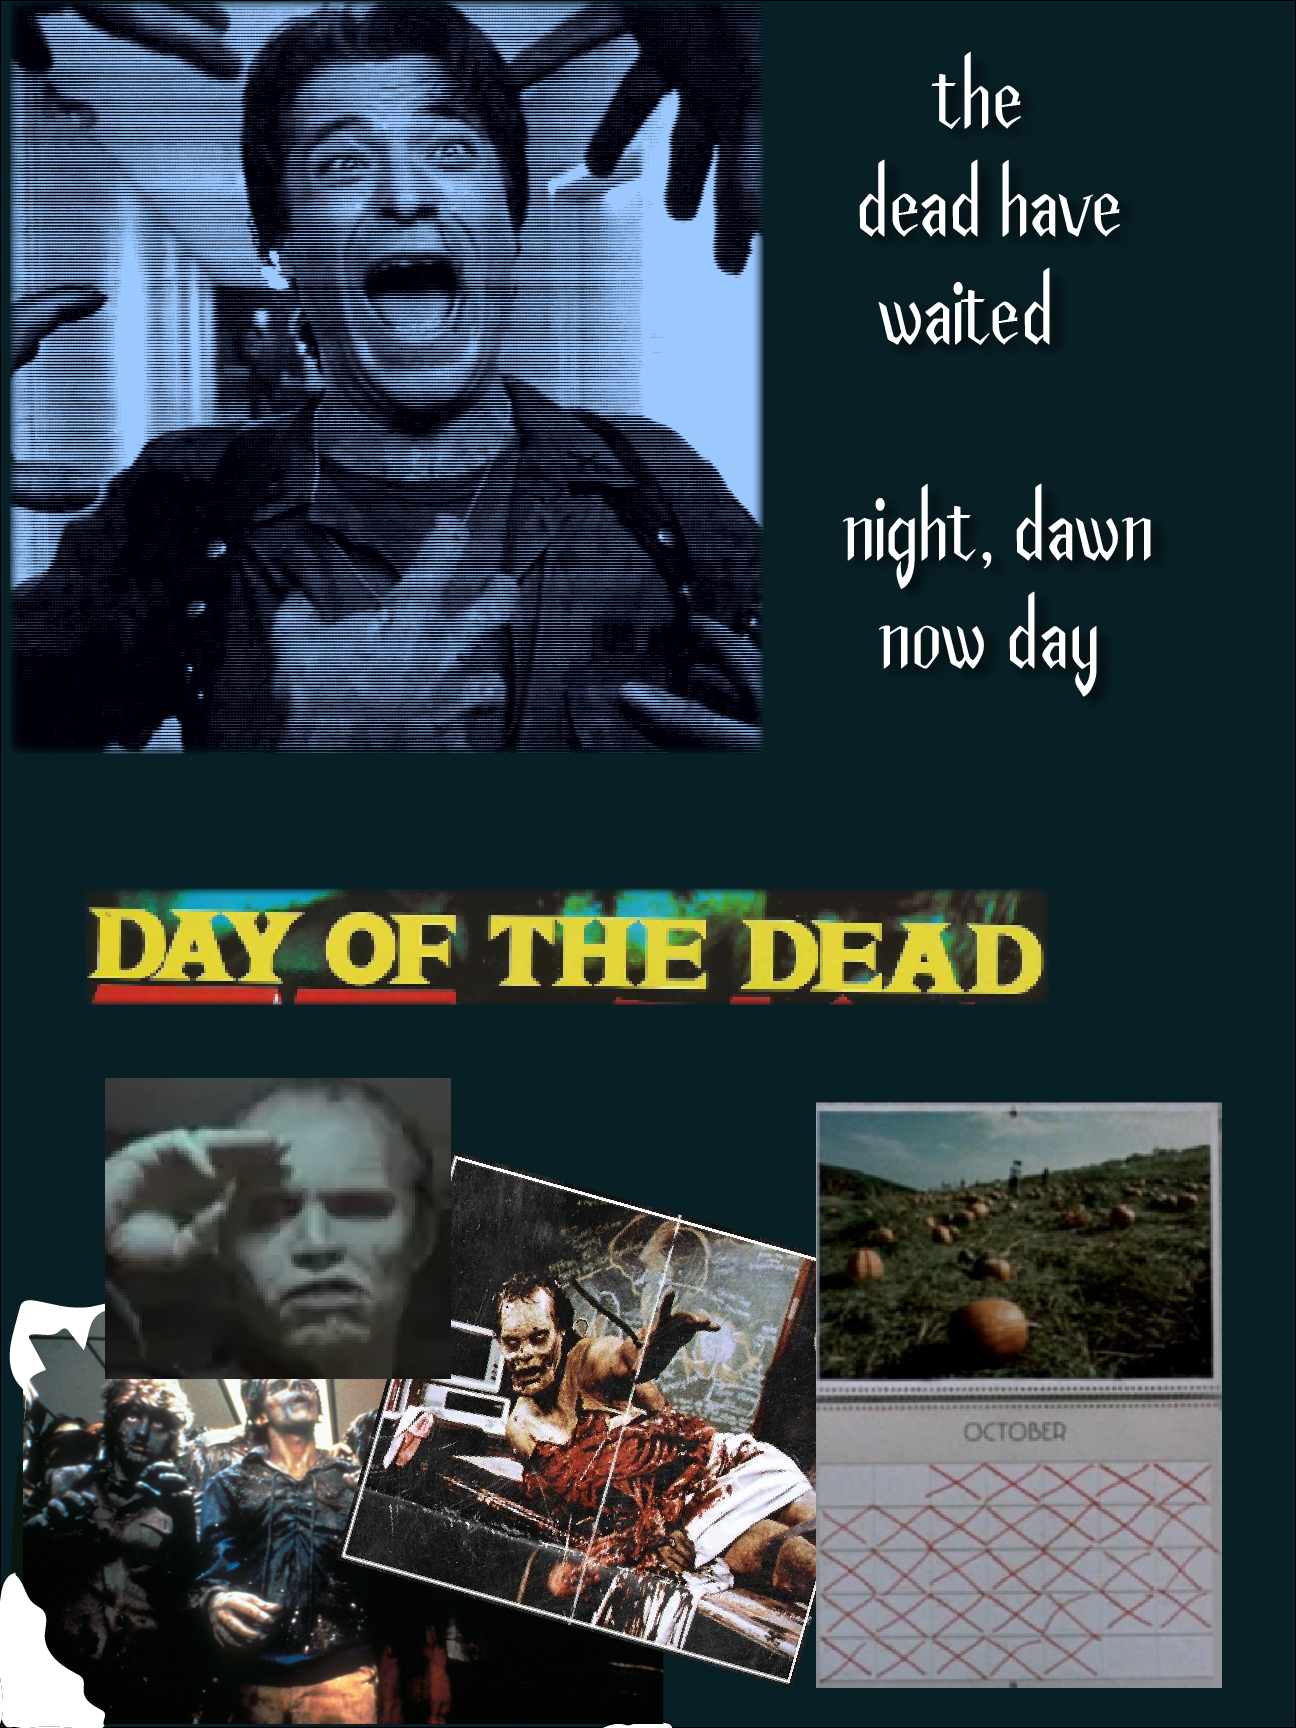 the
dead have
waited
night, dawn
now day
DAY OF THE DEAD
OCTOBER